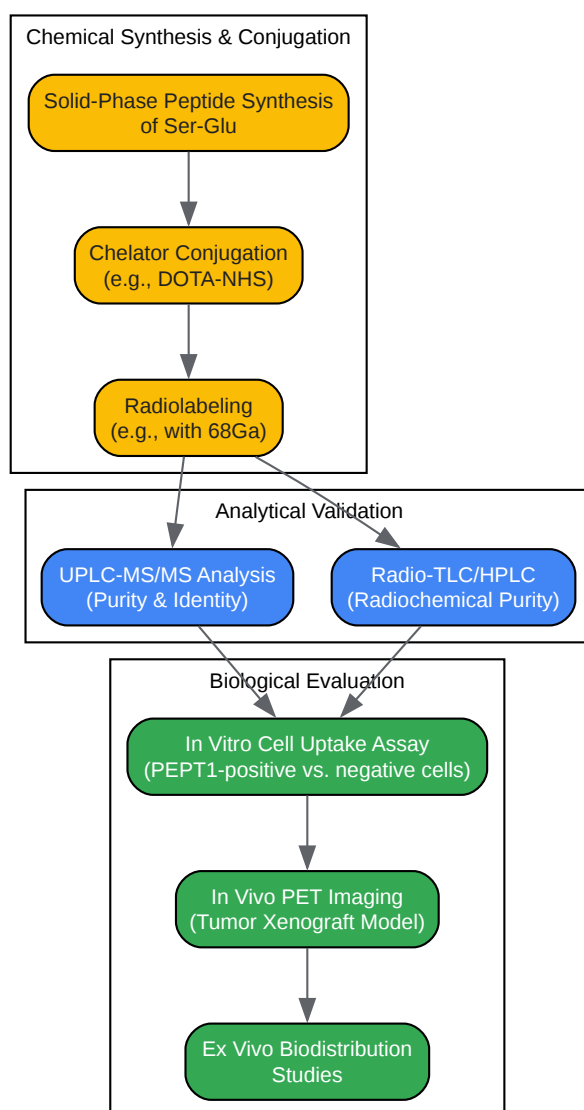 Chemical Synthesis & Conjugation
Solid-Phase Peptide Synthesis
of Ser-Glu
Chelator Conjugation
(e.g., DOTA-NHS)
Radiolabeling
(e.g., with 68Ga)
Analytical Validation
UPLC-MS/MS Analysis
(Purity & Identity)
Radio-TLC/HPLC
(Radiochemical Purity)
Biological Evaluation
In Vitro Cell Uptake Assay
(PEPT1-positive vs. negative cells)
In Vivo PET Imaging
(Tumor Xenograft Model)
Ex Vivo Biodistribution
Studies